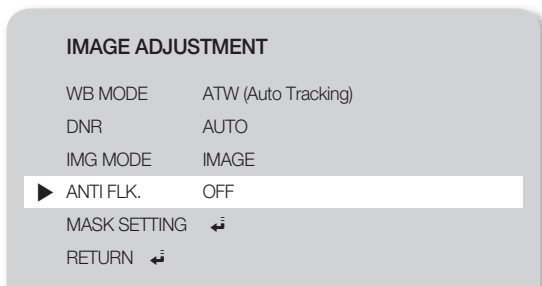 IMAGE ADJUSTMENT
WB MODE ATW (Auto Tracking)
DNR AUTO
IMG MODE IMAGE
ANTI FLK. OFF
MASK SETTING
RETURN